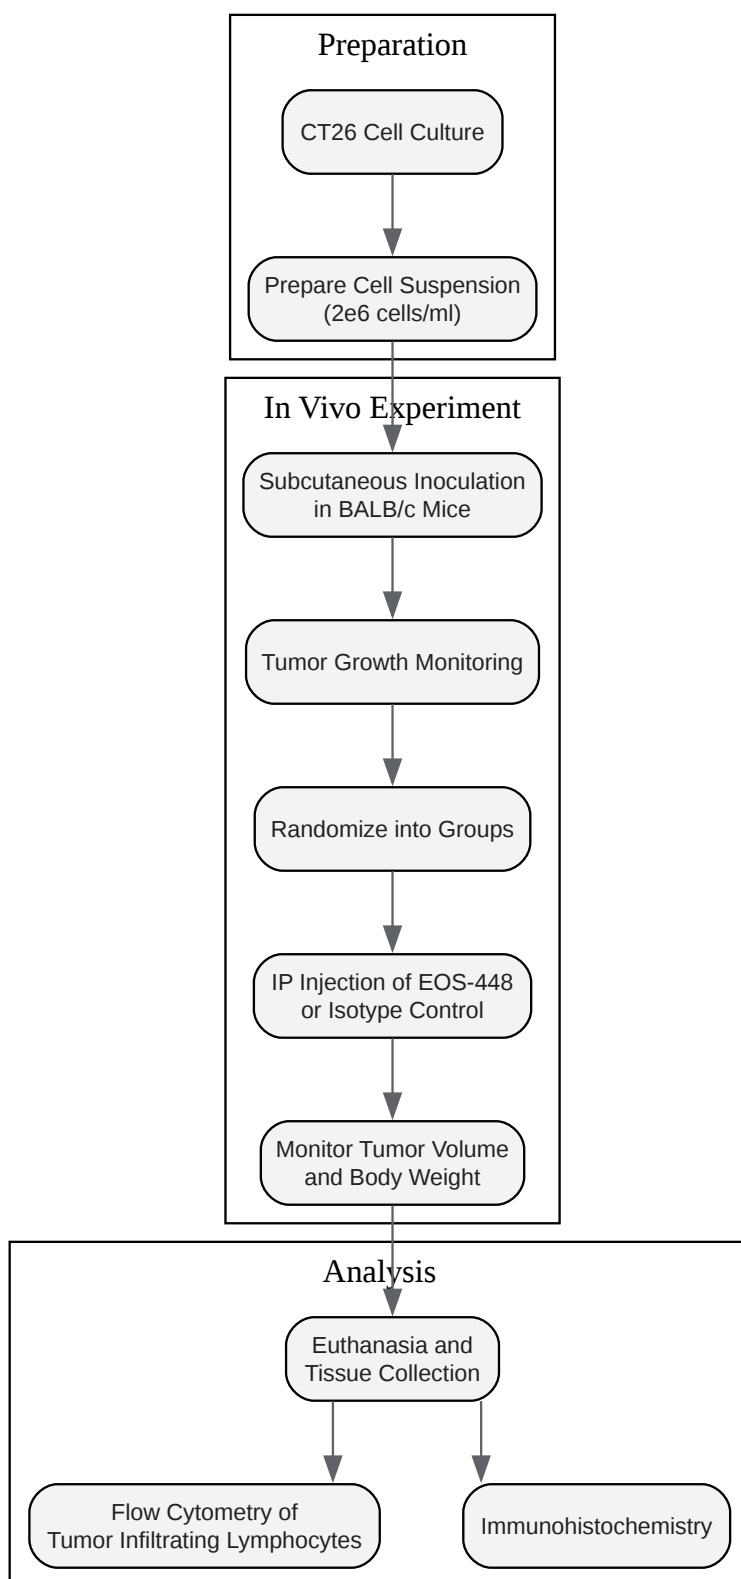 Preparation
CT26 Cell Culture
Prepare Cell Suspension
(2e6 cells/ml)
In Vivo Experiment
Subcutaneous Inoculation
in BALB/c Mice
Tumor Growth Monitoring
Randomize into Groups
IP Injection of EOS-448
or Isotype Control
Monitor Tumor Volume
and Body Weight
Analysis
Euthanasia and
Tissue Collection
Flow Cytometry of
Tumor Infiltrating Lymphocytes
Immunohistochemistry